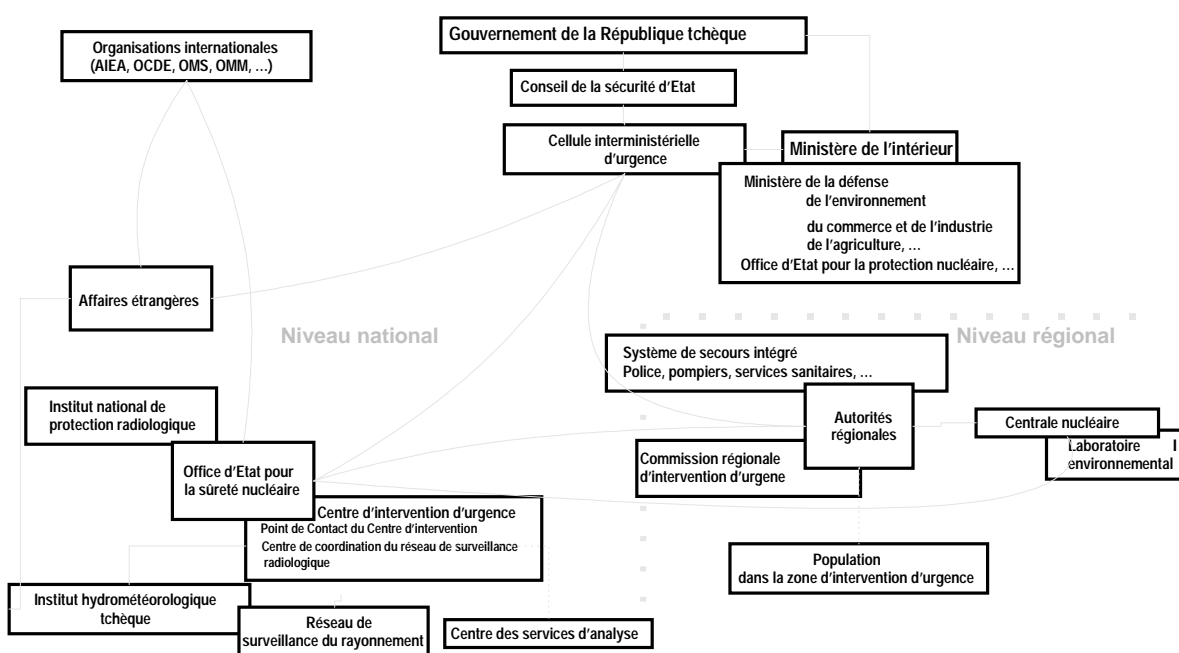 Organisations internationales
(AIEA, OCDE, OMS, OMM, ...)
Gouvernement de la République tchèque
Conseil de la sécurité d'Etat
Cellule interministérielle
d'urgence
Ministère de l'intérieur
Ministère de la défense
de l'environnement
du commerce et de l'industrie
de l'agriculture, ...
Office d'Etat pour la protection nucléaire, ...
Affaires étrangères
Niveau national
Niveau régional
Système de secours intégré
Police, pompiers, services sanitaires, ...
Institut national de
protection radiologique
Autorités
régionales
Centrale nucléaire
Laboratoire l
environnemental
Commission régionale
d'intervention d'urgene
Office d'Etat pour
la sûreté nucléaire
Centre d'intervention d'urgence
Point de Contact du Centre d'intervention
Centre de coordination du réseau de surveillance
radiologique
Population
dans la zone d'intervention d'urgence
Institut hydrométéorologique
tchèque
Réseau de
surveillance du rayonnement
Centre des services d'analyse